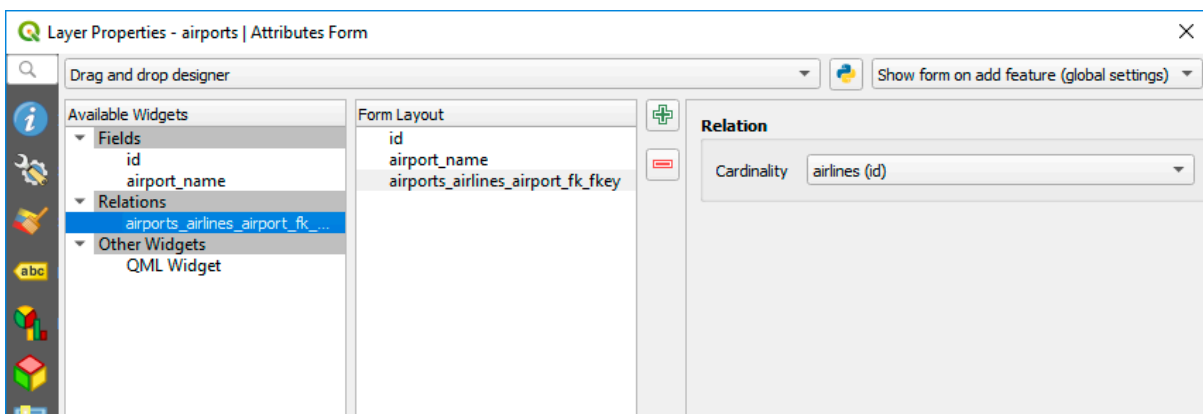 Layer Properties - airports | Attributes Form
Drag and drop designer
Show form on add feature (global settings)
Available Widgets
Fields
id
airport_name
Relations
airports_airlines_airport_fk_...
Other Widgets
QML Widget
Form Layout
id
airport_name
airports_airlines_airport_fk_fkey
Relation
Cardinality airlines (id)
abc